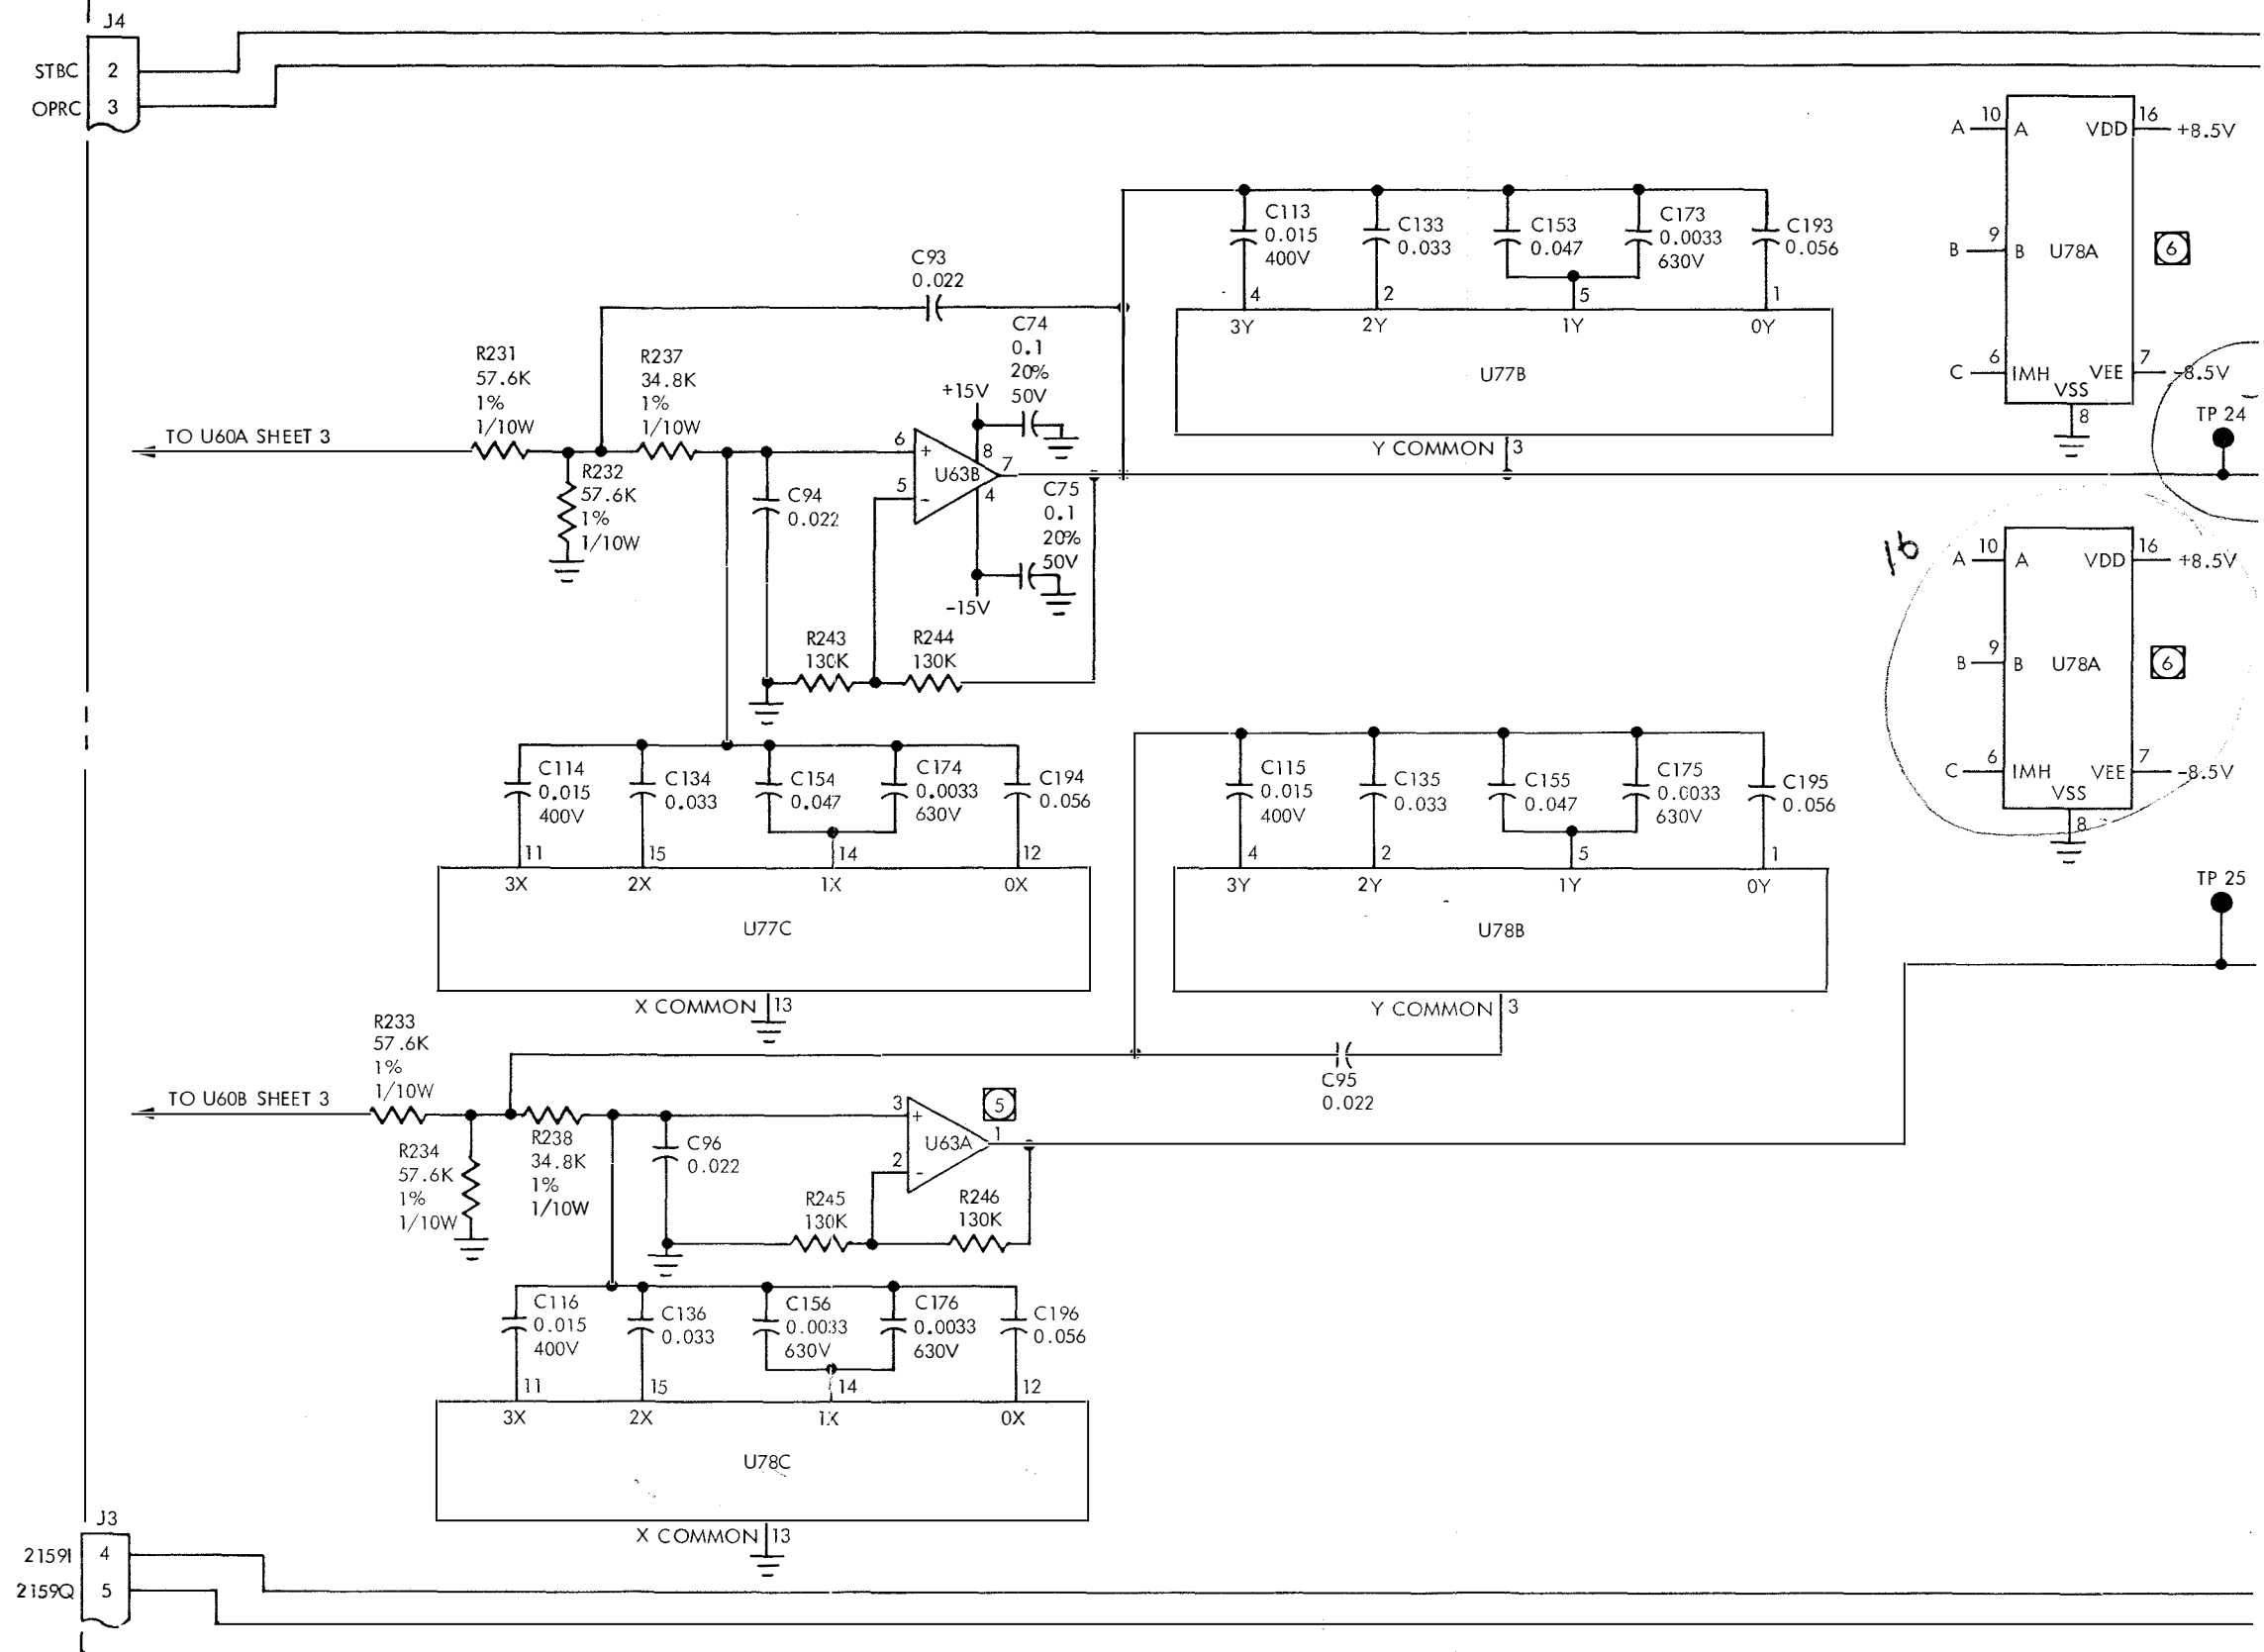 J4
STBC 2
OPRC 3
A 10 A VDD 16 +8.5V
B 9 B U78A 6
C 6 IMH VEE 7 -8.5V
VSS
8
TP 24
C113
0.015
400V
C133
0.033
C153
0.047
C173
0.0033
630V
C193
0.056
4 2 5 1
3Y 2Y 1Y 0Y
U77B
Y COMMON 3
C93
0.022
C74
0.1
20%
50V
+15V
R231
57.6K
1%
1/10W
R237
34.8K
1%
1/10W
TO U60A SHEET 3
R232
57.6K
1%
1/10W
C94
0.022
6 + 8
U63B 7
5 - 4
C75
0.1
20%
50V
-15V
R243
130K
R244
130K
16
A 10 A VDD 16 +8.5V
B 9 B U78A 6
C 6 IMH VEE 7 -8.5V
VSS
8
TP 25
C114
0.015
400V
C134
0.033
C154
0.047
C174
0.0033
630V
C194
0.056
11 15 14 12
3X 2X 1X 0X
U77C
X COMMON 13
C115
0.015
400V
C135
0.033
C155
0.047
C175
0.0033
630V
C195
0.056
4 2 5 1
3Y 2Y 1Y 0Y
U78B
Y COMMON 3
C95
0.022
R233
57.6K
1%
1/10W
TO U60B SHEET 3
R234
57.6K
1%
1/10W
R238
34.8K
1%
1/10W
C96
0.022
3 + 5
U63A 1
2 -
R245
130K
R246
130K
C116
0.015
400V
C136
0.033
C156
0.0033
630V
C176
0.0033
630V
C196
0.056
11 15 14 12
3X 2X 1X 0X
U78C
X COMMON 13
J3
2159I 4
2159Q 5